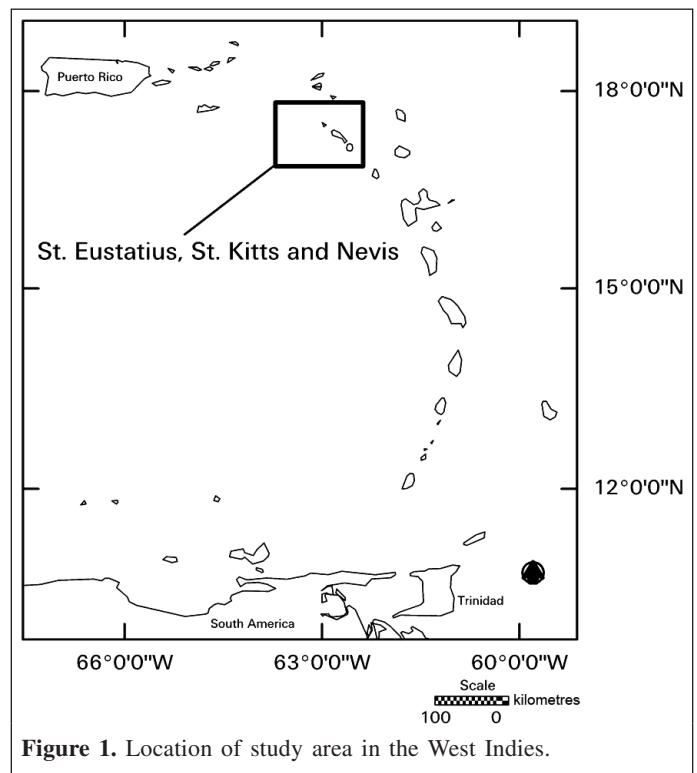 Puerto Rico
18°0'0"N
St. Eustatius, St. Kitts and Nevis
15°0'0"N
12°0'0"N
Trinidad
South America
66°0'0"W 63°0'0"W 60°0'0"W
Scale
kilometres
100 0
Figure 1. Location of study area in the West Indies.